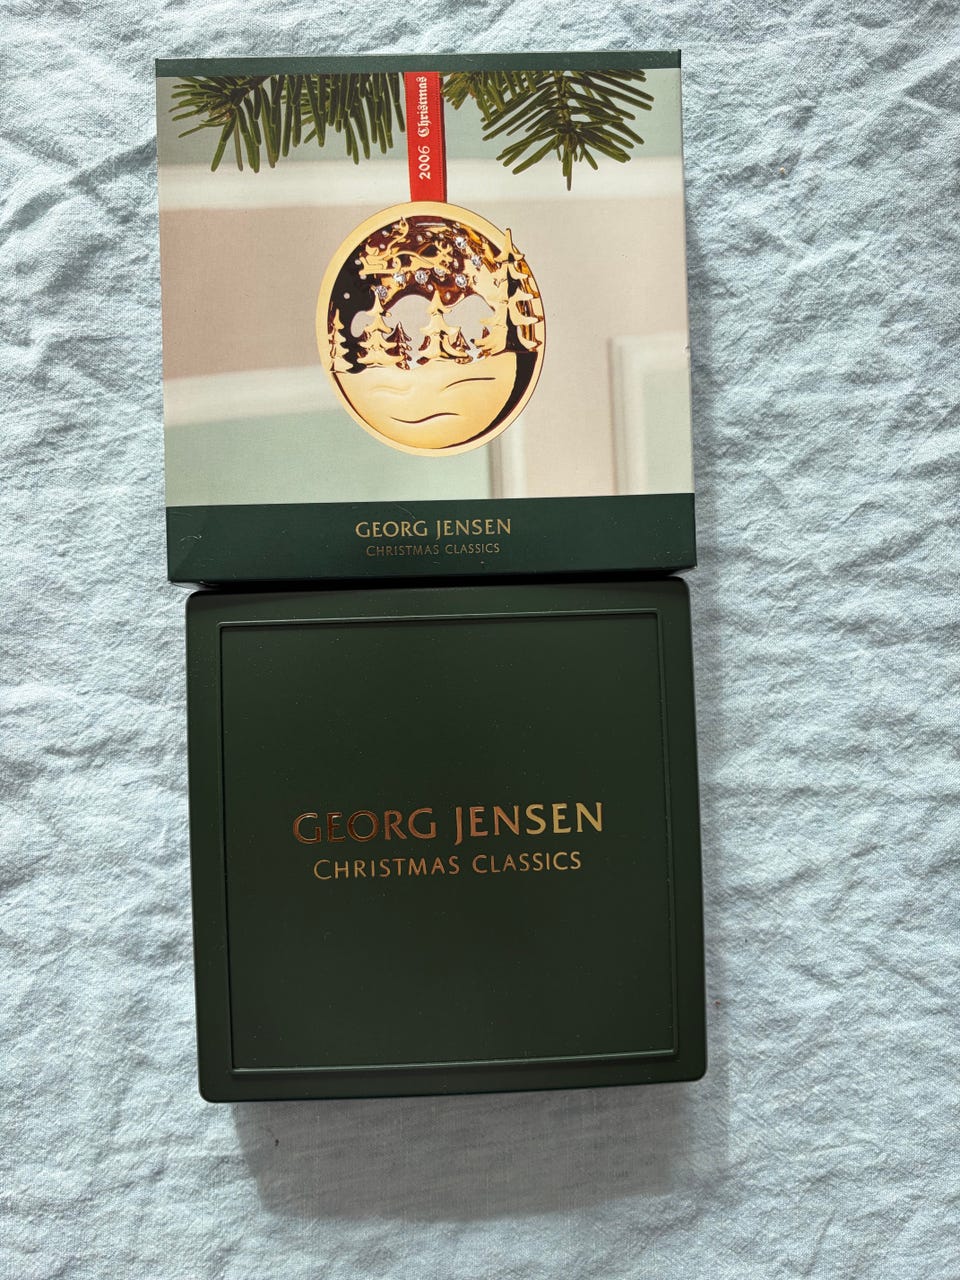 2006 Christmas
GEORG JENSEN
CHRISTMAS CLASSICS
GEORG JENSEN
CHRISTMAS CLASSICS